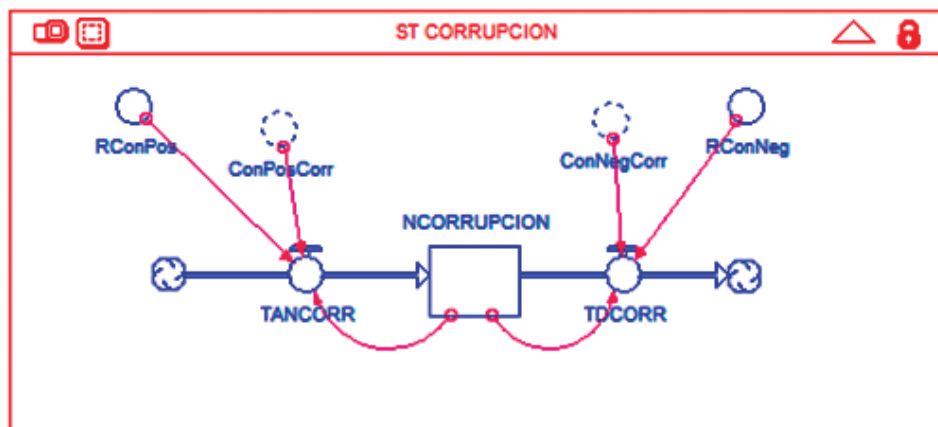 ST CORRUPCION
RConPos
ConPosCorr
ConNegCorr
RConNeg
NCORRUPCION
TANCORR
TDCORR